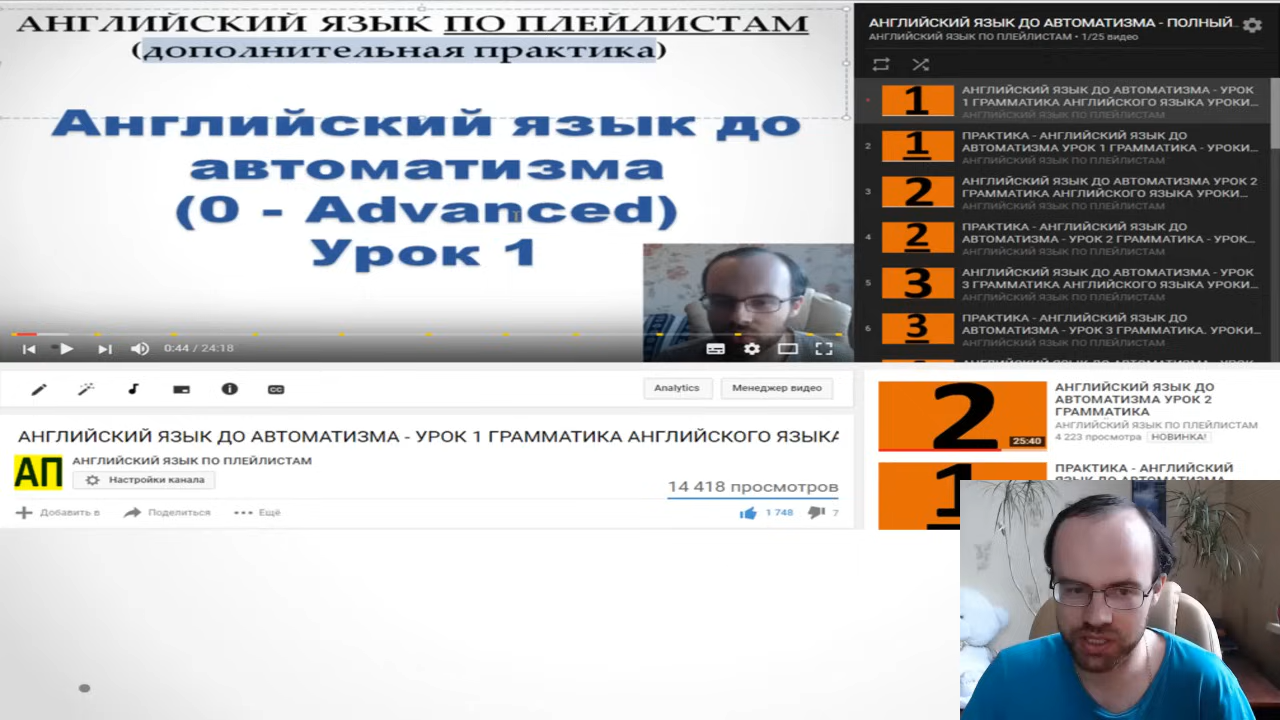 АНГЛИЙСКИЙ ЯЗЫК ПО ПЛЕЙЛИСТАМ
(дополнительная практика)
Английский язык до
автоматизма
(0 - Advanced)
Урок 1
0:44 / 24:18
Analytics
Менеджер видео
АНГЛИЙСКИЙ ЯЗЫК ДО АВТОМАТИЗМА - УРОК 1 ГРАММАТИКА АНГЛИЙСКОГО ЯЗЫКА
АП
АНГЛИЙСКИЙ ЯЗЫК ПО ПЛЕЙЛИСТАМ
Настройки канала
14 418 просмотров
Добавить в
Поделиться
Ещё
1 748
7
АНГЛИЙСКИЙ ЯЗЫК ДО АВТОМАТИЗМА - ПОЛНЫЙ...
АНГЛИЙСКИЙ ЯЗЫК ПО ПЛЕЙЛИСТАМ • 1/25 видео
1
АНГЛИЙСКИЙ ЯЗЫК ДО АВТОМАТИЗМА - УРОК
1 ГРАММАТИКА АНГЛИЙСКОГО ЯЗЫКА УРОКИ...
АНГЛИЙСКИЙ ЯЗЫК ПО ПЛЕЙЛИСТАМ
2
1
ПРАКТИКА - АНГЛИЙСКИЙ ЯЗЫК ДО
АВТОМАТИЗМА УРОК 1 ГРАММАТИКА - УРОКИ...
АНГЛИЙСКИЙ ЯЗЫК ПО ПЛЕЙЛИСТАМ
3
2
АНГЛИЙСКИЙ ЯЗЫК ДО АВТОМАТИЗМА УРОК 2
ГРАММАТИКА АНГЛИЙСКОГО ЯЗЫКА УРОКИ...
АНГЛИЙСКИЙ ЯЗЫК ПО ПЛЕЙЛИСТАМ
4
2
ПРАКТИКА - АНГЛИЙСКИЙ ЯЗЫК ДО
АВТОМАТИЗМА - УРОК 2 ГРАММАТИКА - УРОК...
АНГЛИЙСКИЙ ЯЗЫК ПО ПЛЕЙЛИСТАМ
5
3
АНГЛИЙСКИЙ ЯЗЫК ДО АВТОМАТИЗМА - УРОК
3 ГРАММАТИКА АНГЛИЙСКОГО ЯЗЫКА УРОКИ...
АНГЛИЙСКИЙ ЯЗЫК ПО ПЛЕЙЛИСТАМ
6
3
ПРАКТИКА - АНГЛИЙСКИЙ ЯЗЫК ДО
АВТОМАТИЗМА - УРОК 3 ГРАММАТИКА. УРОКИ...
АНГЛИЙСКИЙ ЯЗЫК ПО ПЛЕЙЛИСТАМ
2
25:40
АНГЛИЙСКИЙ ЯЗЫК ДО
АВТОМАТИЗМА УРОК 2
ГРАММАТИКА
АНГЛИЙСКИЙ ЯЗЫК ПО ПЛЕЙЛИСТАМ
4 223 просмотра НОВИНКА!
1
ПРАКТИКА - АНГЛИЙСКИЙ